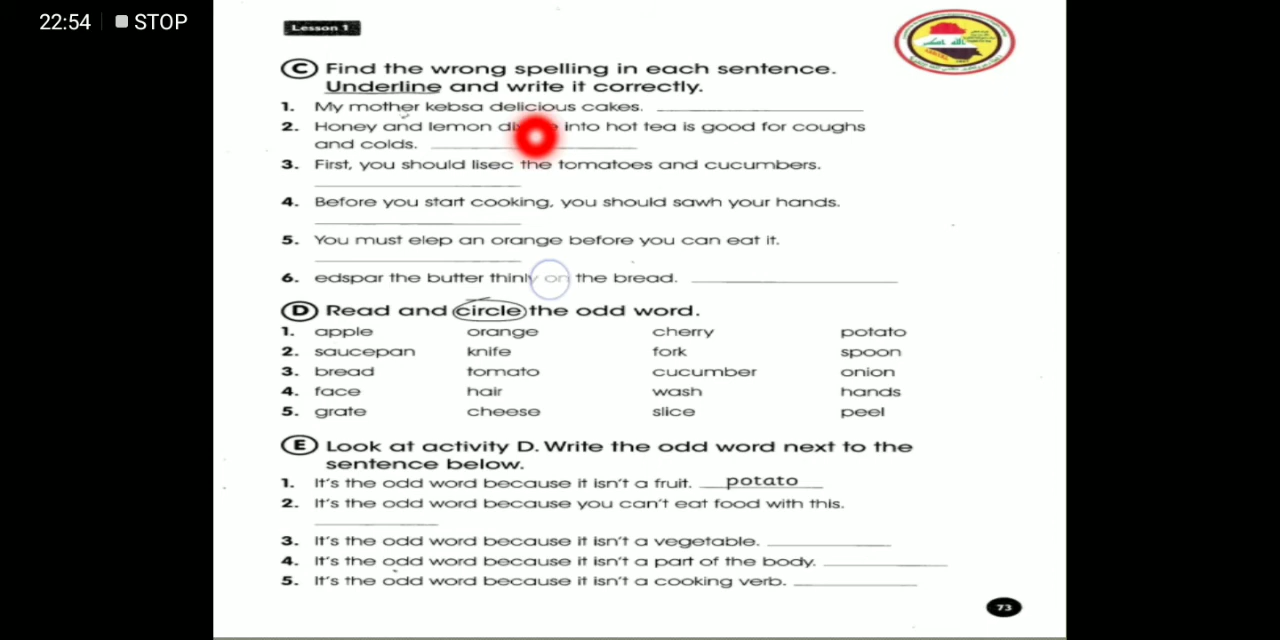 22:54 STOP
Lesson 1
C Find the wrong spelling in each sentence.
Underline and write it correctly.
1. My mother kebsa delicious cakes.
2. Honey and lemon into hot tea is good for coughs
and colds.
3. First, you should lisec the tomatoes and cucumbers.
4. Before you start cooking, you should sawh your hands.
5. You must elep an orange before you can eat it.
6. edspar the butter thinly on the bread.
D Read and circle the odd word.
1. apple orange cherry potato
2. saucepan knife fork spoon
3. bread tomato cucumber onion
4. face hair wash hands
5. grate cheese slice peel
E Look at activity D. Write the odd word next to the
sentence below.
1. It's the odd word because it isn't a fruit. potato
2. It's the odd word because you can't eat food with this.
3. It's the odd word because it isn't a vegetable.
4. It's the odd word because it isn't a part of the body.
5. It's the odd word because it isn't a cooking verb.
73